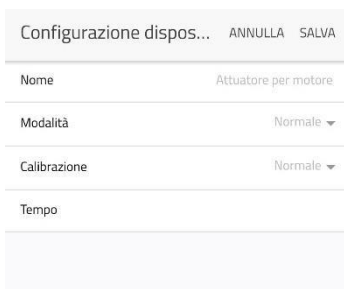 Configurazione dispos... ANNULLA SALVA
Nome Attuatore per motore
Modalità Normale
Calibrazione Normale
Tempo